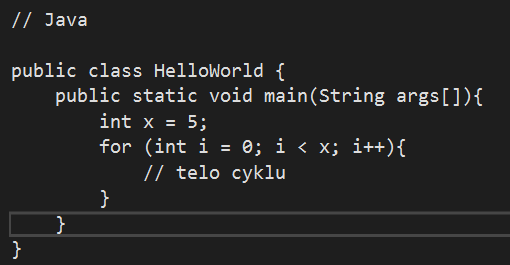 // Java
public class HelloWorld {
    public static void main(String args[]){
        int x = 5;
        for (int i = 0; i < x; i++){
            // telo cyklu
        }
    }
}